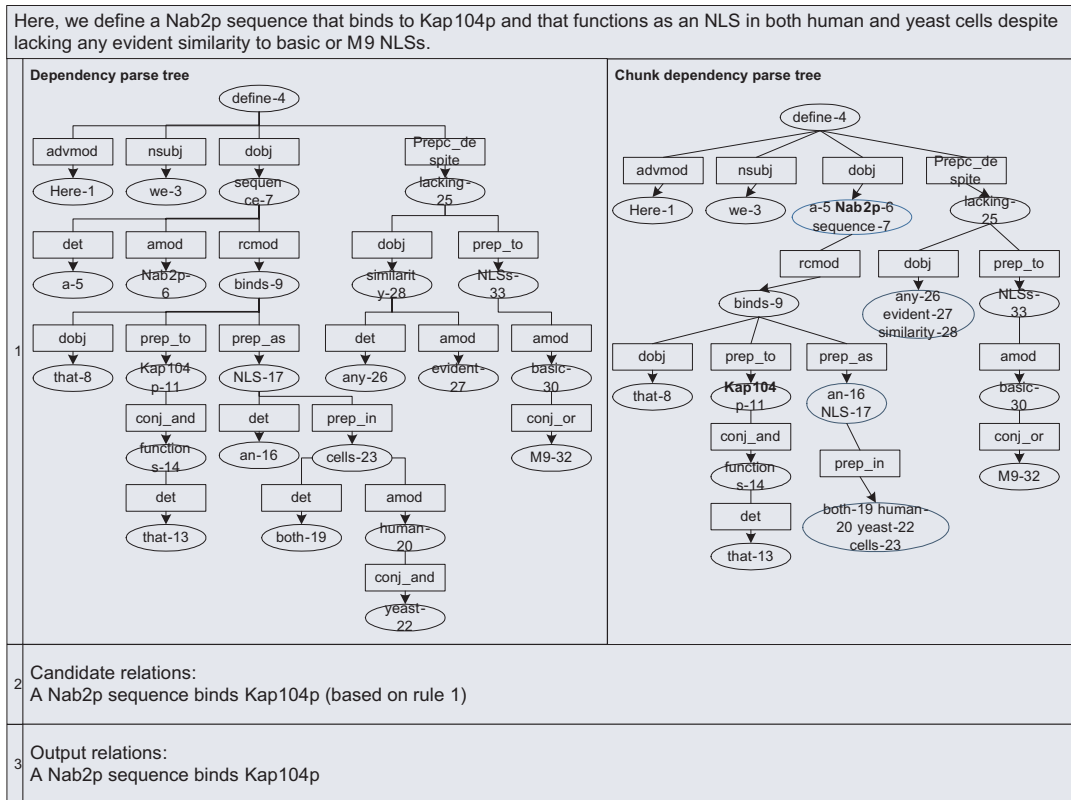 Here, we define a Nab2p sequence that binds to Kap104p and that functions as an NLS in both human and yeast cells despite
lacking any evident similarity to basic or M9 NLSs.
1
Dependency parse tree
define-4
advmod
nsubj
dobj
Prepc_de
spite
Here-1
we-3
sequen
ce-7
lacking-
25
det
amod
rcmod
dobj
prep_to
a-5
Nab2p-
6
binds-9
similarit
y-28
NLSs-
33
dobj
prep_to
prep_as
det
amod
amod
that-8
Kap104
p-11
NLS-17
any-26
evident-
27
basic-
30
conj_and
det
prep_in
conj_or
function
s-14
an-16
cells-23
M9-32
det
det
amod
that-13
both-19
human-
20
conj_and
yeast-
22
Chunk dependency parse tree
define-4
advmod
nsubj
dobj
Prepc_de
spite
Here-1
we-3
a-5 Nab2p-6
sequence-7
lacking-
25
rcmod
dobj
prep_to
binds-9
any-26
evident-27
similarity-28
NLSs-
33
dobj
prep_to
prep_as
amod
that-8
Kap104
p-11
an-16
NLS-17
basic-
30
conj_and
conj_or
function
s-14
prep_in
M9-32
det
both-19 human-
20 yeast-22
cells-23
that-13
2
Candidate relations:
A Nab2p sequence binds Kap104p (based on rule 1)
3
Output relations:
A Nab2p sequence binds Kap104p